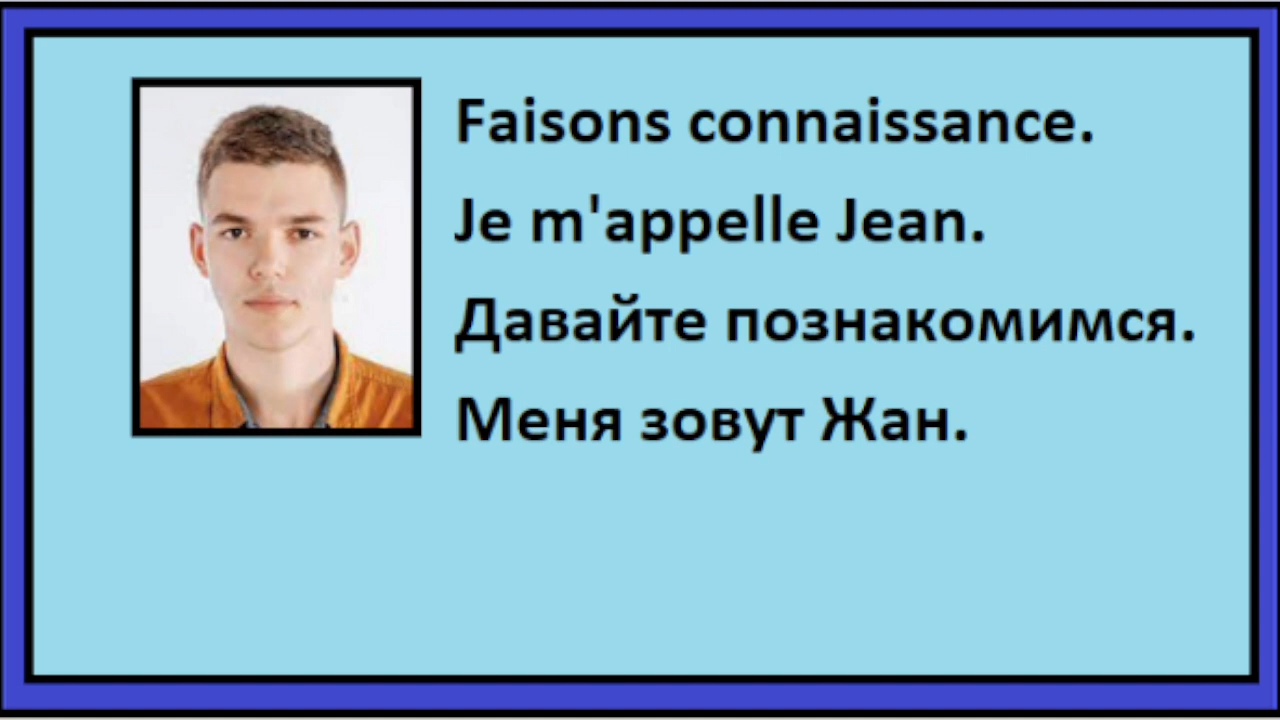 Faisons connaissance.
Je m'appelle Jean.
Давайте познакомимся.
Меня зовут Жан.